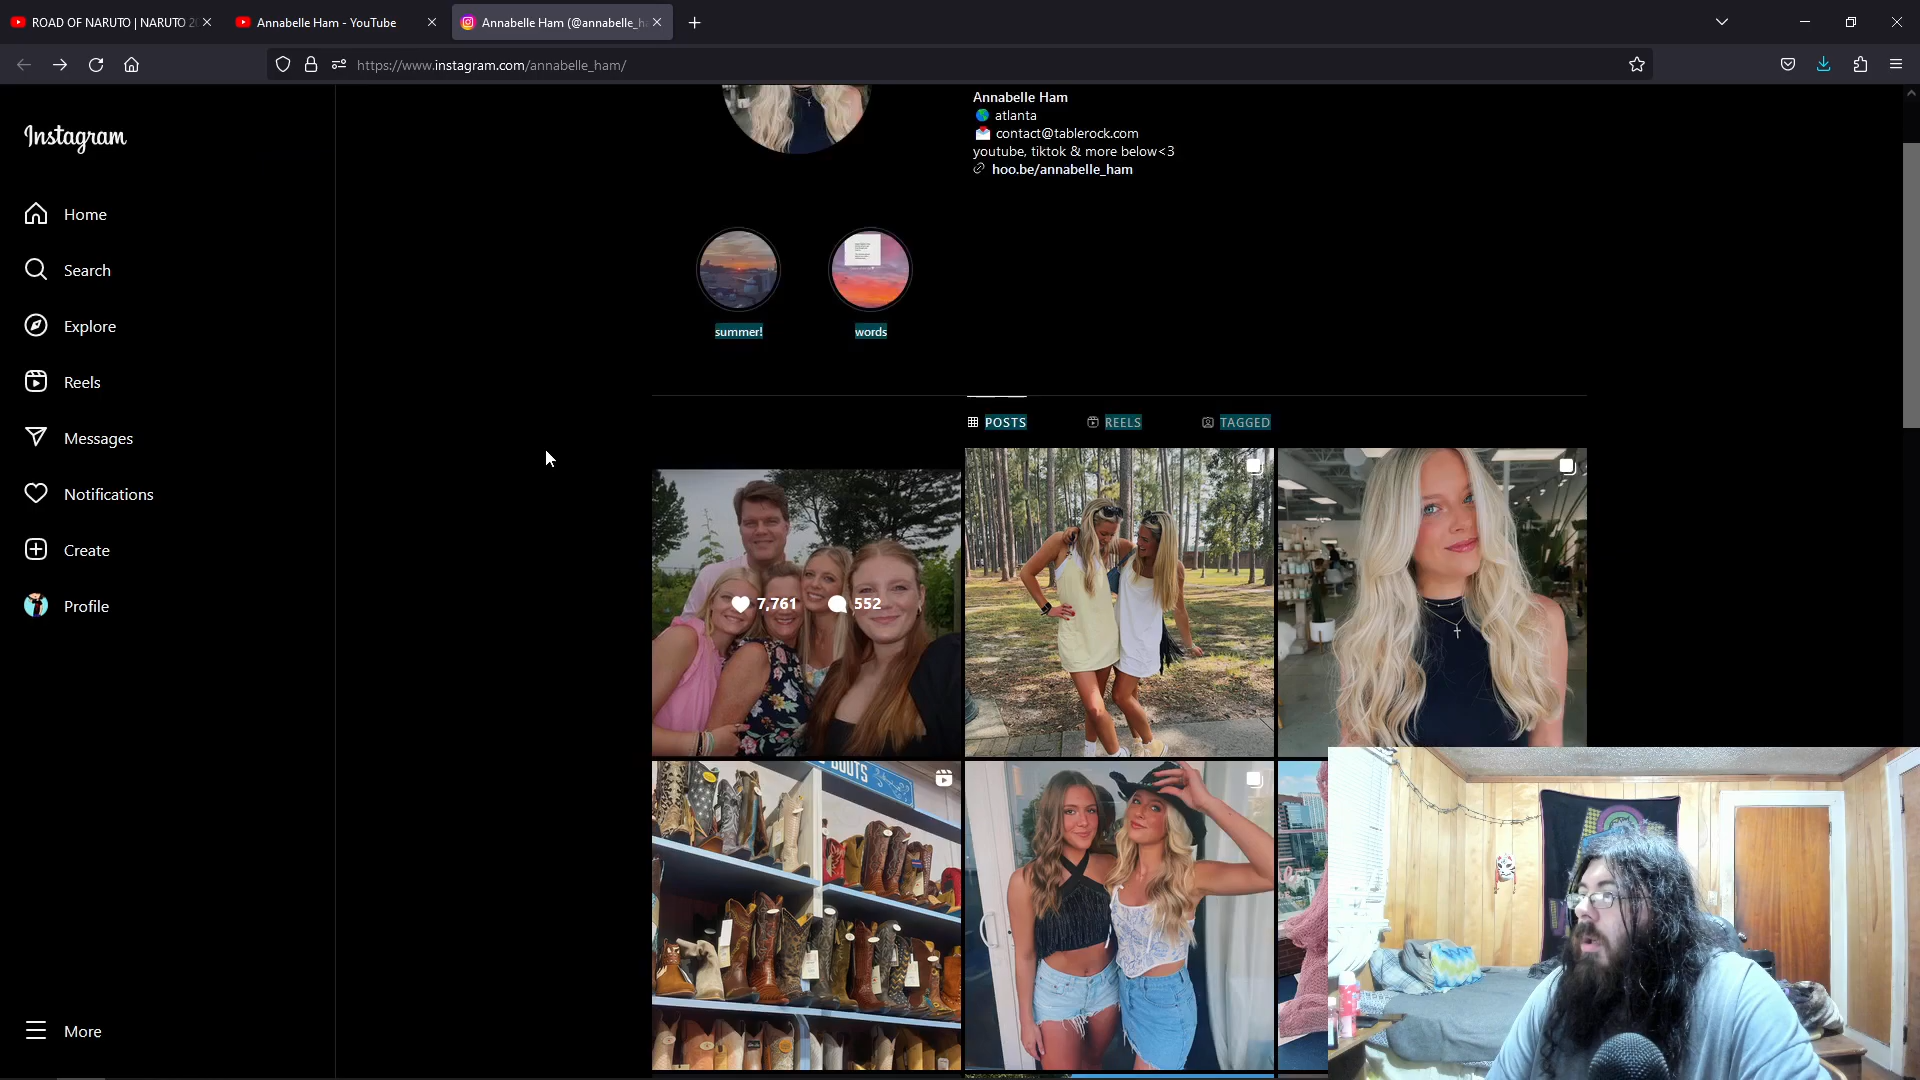 ROAD OF NARUTO | NARUTO 2
Annabelle Ham - YouTube
Annabelle Ham (@annabelle_h
https://www.instagram.com/annabelle_ham/
Instagram
Home
Search
Explore
Reels
Messages
Notifications
Create
Profile
More
Annabelle Ham
atlanta
contact@tablerock.com
youtube, tiktok & more below<3
hoo.be/annabelle_ham
summer!
words
POSTS
REELS
TAGGED
7,761
552
BOOTS